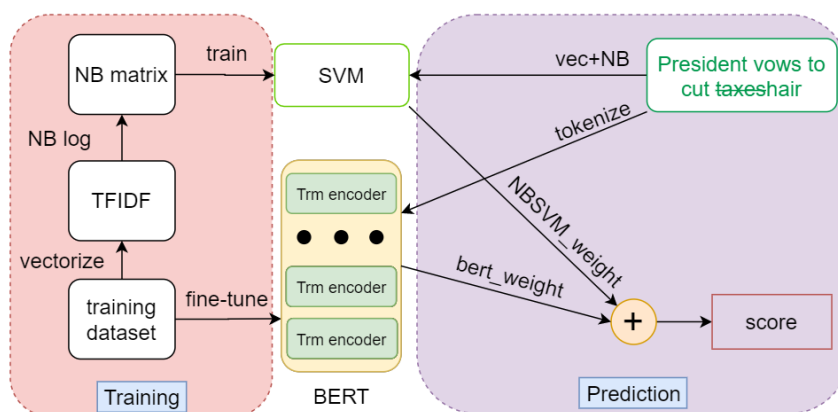 NB matrix
train
SVM
vec+NB
President vows to
cut taxeshair
NB log
tokenize
TFIDF
Trm encoder
NBSVM_weight
vectorize
bert_weight
training
dataset
fine-tune
Trm encoder
Trm encoder
+
score
Training
BERT
Prediction